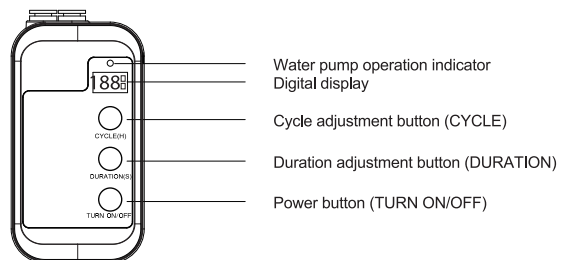 Water pump operation indicator
188
Digital display
CYCLE(H)
Cycle adjustment button (CYCLE)
DURATION(S)
Duration adjustment button (DURATION)
TURN ON/OFF
Power button (TURN ON/OFF)